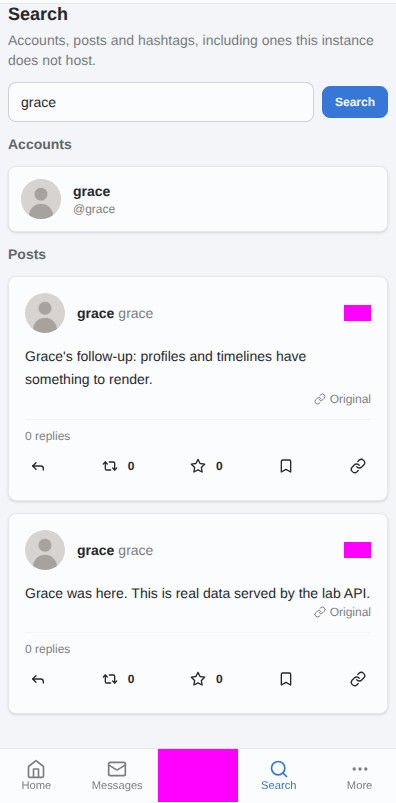 Search
Accounts, posts and hashtags, including ones this instance
does not host.
grace
Search
Accounts
grace
@grace
Posts
grace grace
Grace's follow-up: profiles and timelines have
something to render.
Original
0 replies
0
0
grace grace
Grace was here. This is real data served by the lab API.
Original
0 replies
0
0
Home
Messages
Search
More